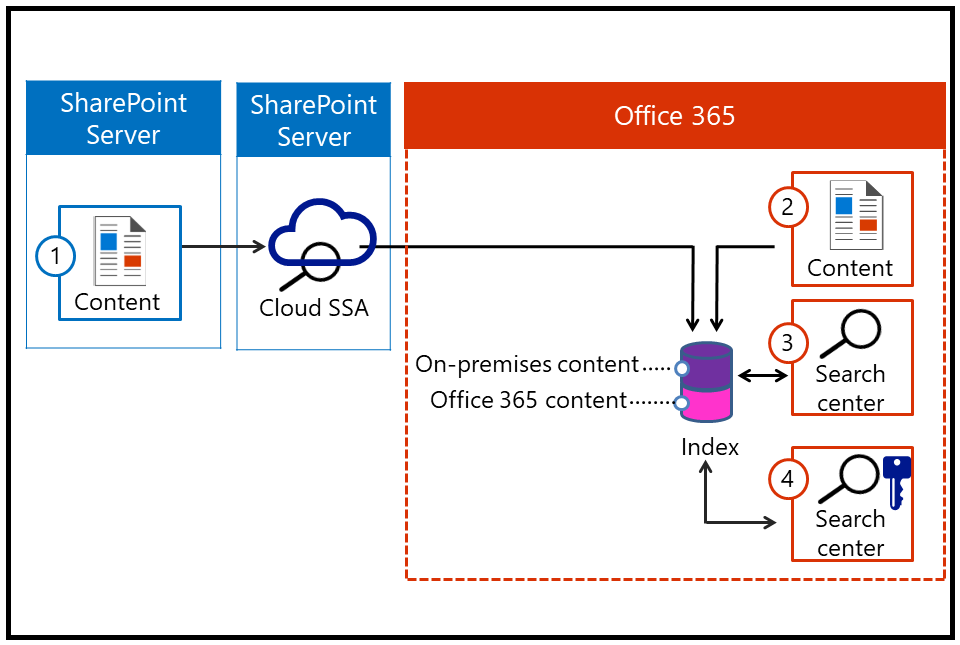 SharePoint
Server
SharePoint
Server
Office 365
1
Content
Cloud SSA
2
Content
3
Search
center
On-premises content
Office 365 content
Index
4
Search
center